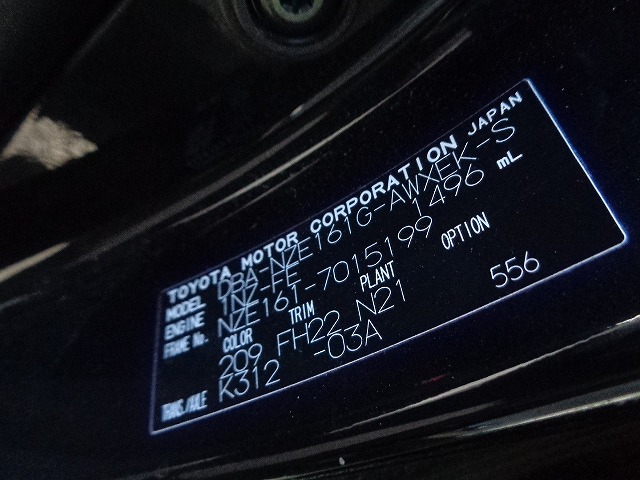 TOYOTA MOTOR CORPORATION JAPAN
MODEL DBA-NZE161G-AWXEK-S
ENGINE 1NZ-FE 1496 mL
FRAME No. NZE161-7015199
COLOR TRIM PLANT OPTION
209 FH22 N21
TRANS./AXLE K312 -03A 556